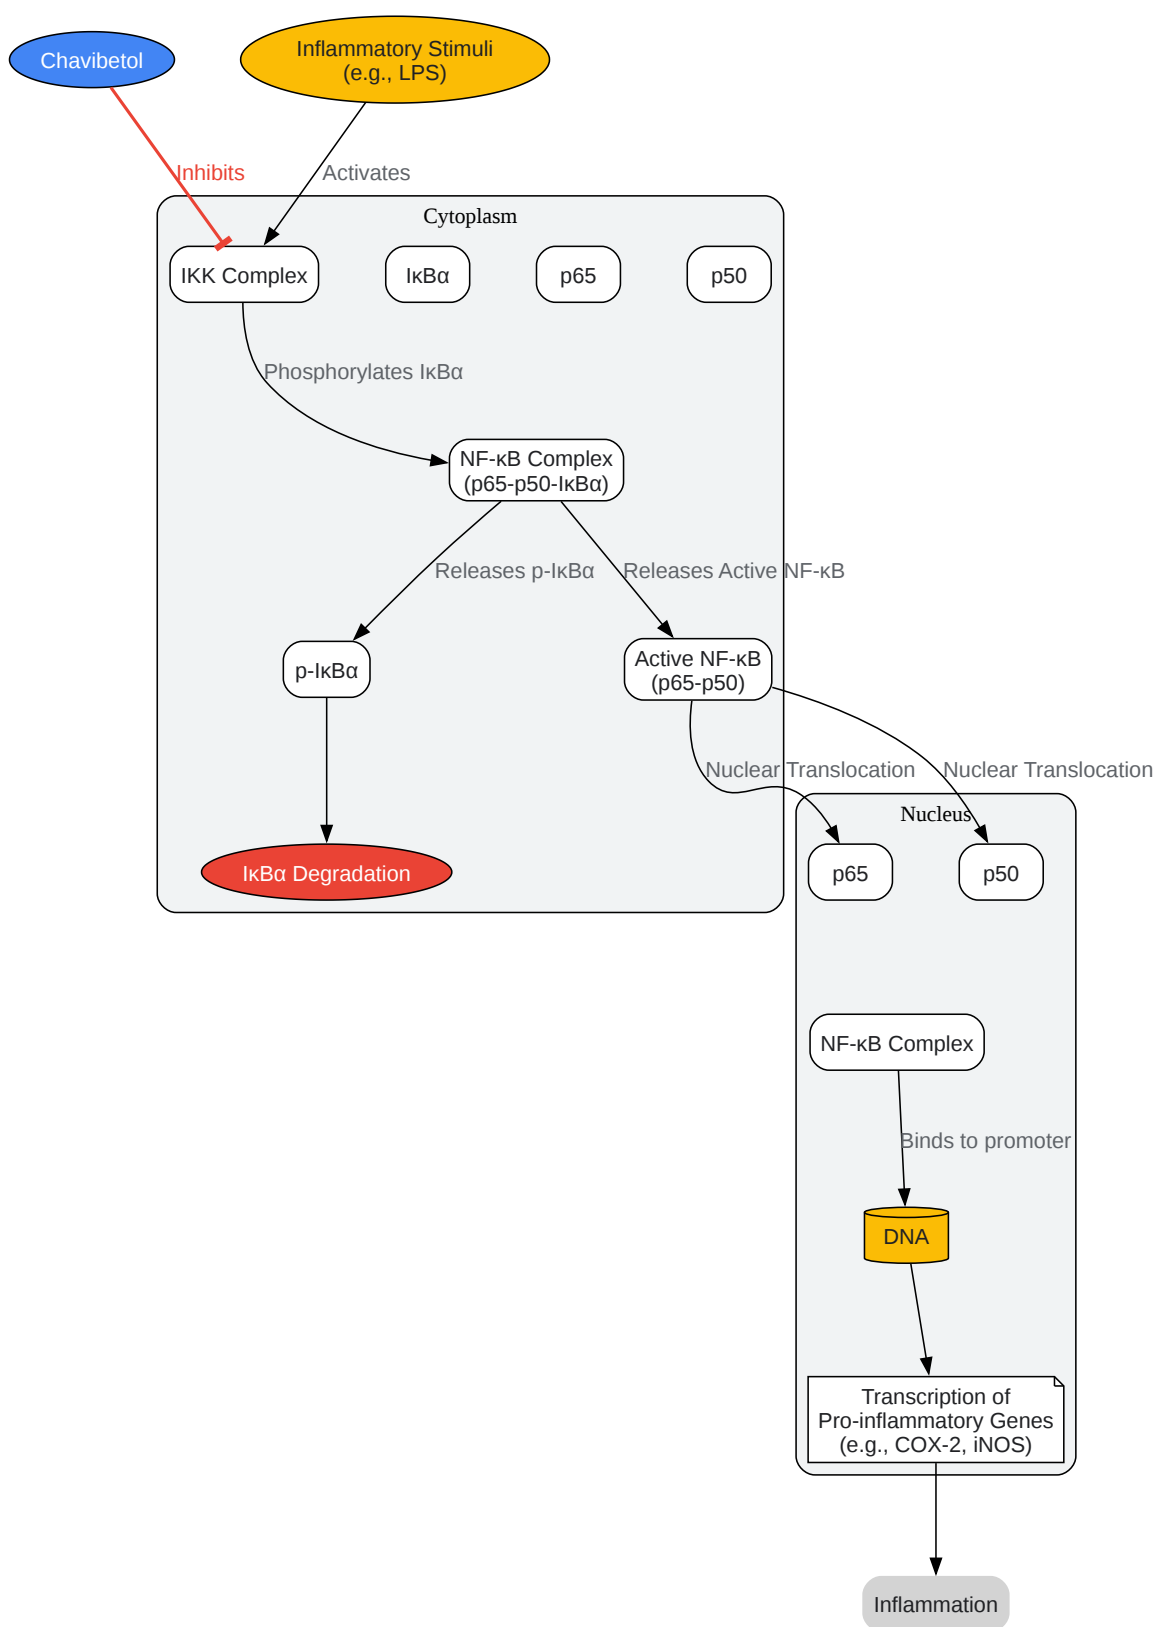 Chavibetol
Inflammatory Stimuli
(e.g., LPS)
Inhibits
Activates
Cytoplasm
IKK Complex
IκBα
p65
p50
Phosphorylates IκBα
NF-κB Complex
(p65-p50-IκBα)
Releases p-IκBα
Releases Active NF-κB
p-IκBα
Active NF-κB
(p65-p50)
Nuclear Translocation
Nuclear Translocation
Nucleus
IκBα Degradation
p65
p50
NF-κB Complex
Binds to promoter
DNA
Transcription of
Pro-inflammatory Genes
(e.g., COX-2, iNOS)
Inflammation